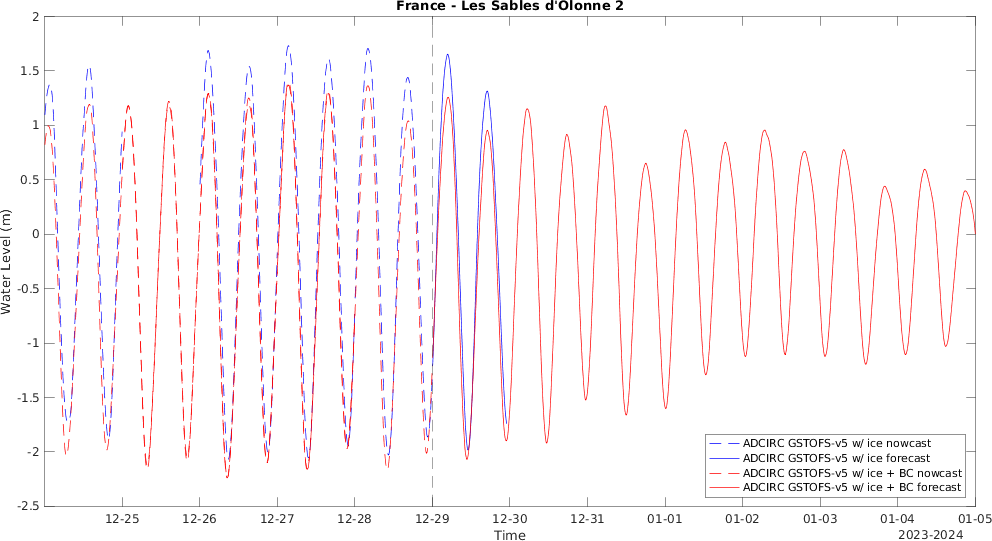 France - Les Sables d'Olonne 2
2
1.5
1
0.5
0
-0.5
-1
-1.5
-2
-2.5
Water Level (m)
12-25 12-26 12-27 12-28 12-29 12-30 12-31 01-01 01-02 01-03 01-04 01-05
Time
2023-2024
ADCIRC GSTOFS-v5 w/ ice nowcast
ADCIRC GSTOFS-v5 w/ ice forecast
ADCIRC GSTOFS-v5 w/ ice + BC nowcast
ADCIRC GSTOFS-v5 w/ ice + BC forecast